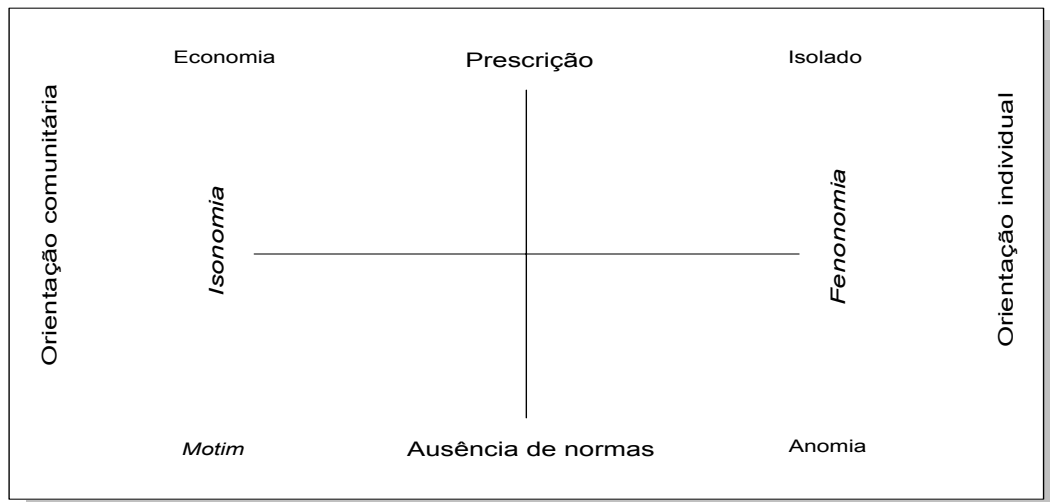 Economia
Prescrição
Isolado
Orientação comunitária
Isonomia
Fenonomia
Orientação individual
Motim
Ausência de normas
Anomia